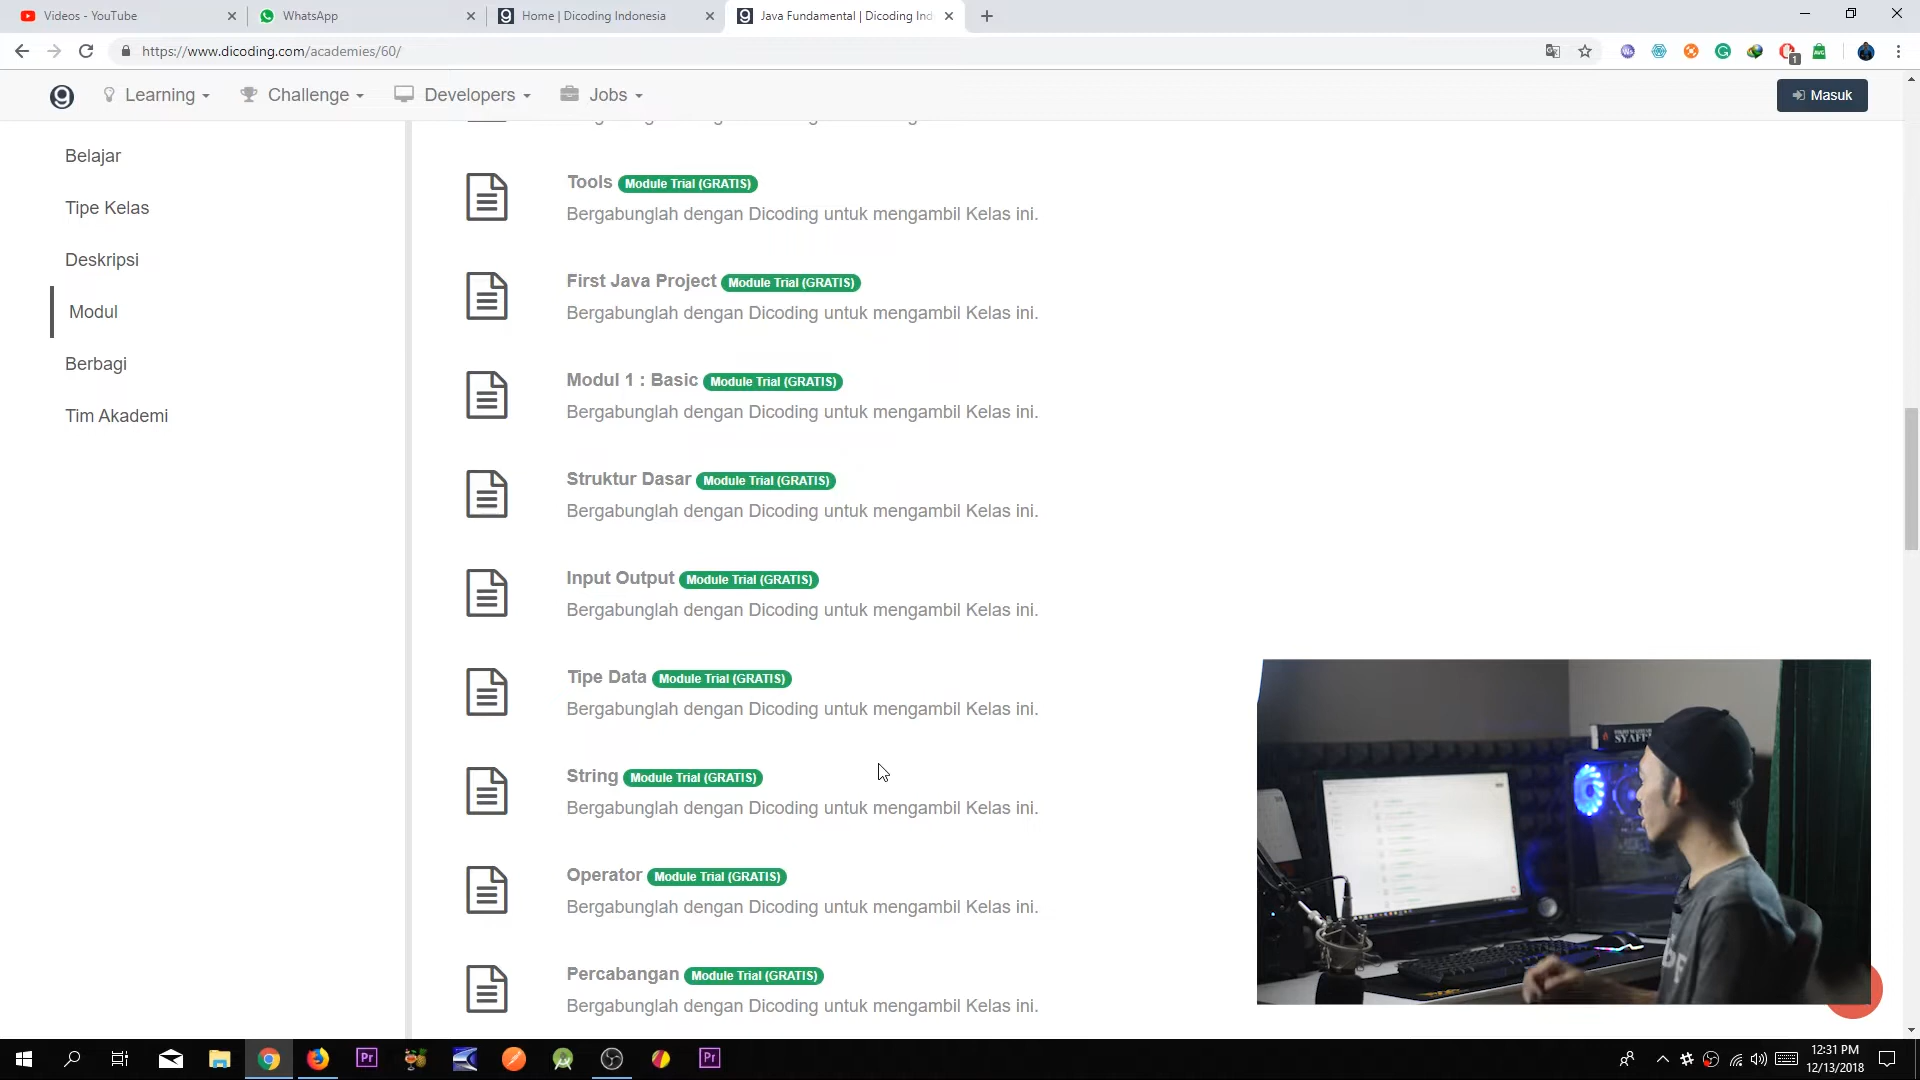 Videos - YouTube
WhatsApp
Home | Dicoding Indonesia
Java Fundamental | Dicoding Ind
https://www.dicoding.com/academies/60/
1
Learning
Challenge
Developers
Jobs
Masuk
Belajar
Tipe Kelas
Deskripsi
Modul
Berbagi
Tim Akademi
Tools Module Trial (GRATIS)
Bergabunglah dengan Dicoding untuk mengambil Kelas ini.
First Java Project Module Trial (GRATIS)
Bergabunglah dengan Dicoding untuk mengambil Kelas ini.
Modul 1 : Basic Module Trial (GRATIS)
Bergabunglah dengan Dicoding untuk mengambil Kelas ini.
Struktur Dasar Module Trial (GRATIS)
Bergabunglah dengan Dicoding untuk mengambil Kelas ini.
Input Output Module Trial (GRATIS)
Bergabunglah dengan Dicoding untuk mengambil Kelas ini.
Tipe Data Module Trial (GRATIS)
Bergabunglah dengan Dicoding untuk mengambil Kelas ini.
String Module Trial (GRATIS)
Bergabunglah dengan Dicoding untuk mengambil Kelas ini.
Operator Module Trial (GRATIS)
Bergabunglah dengan Dicoding untuk mengambil Kelas ini.
Percabangan Module Trial (GRATIS)
Bergabunglah dengan Dicoding untuk mengambil Kelas ini.
Pr
Pr
12:31 PM
12/13/2018